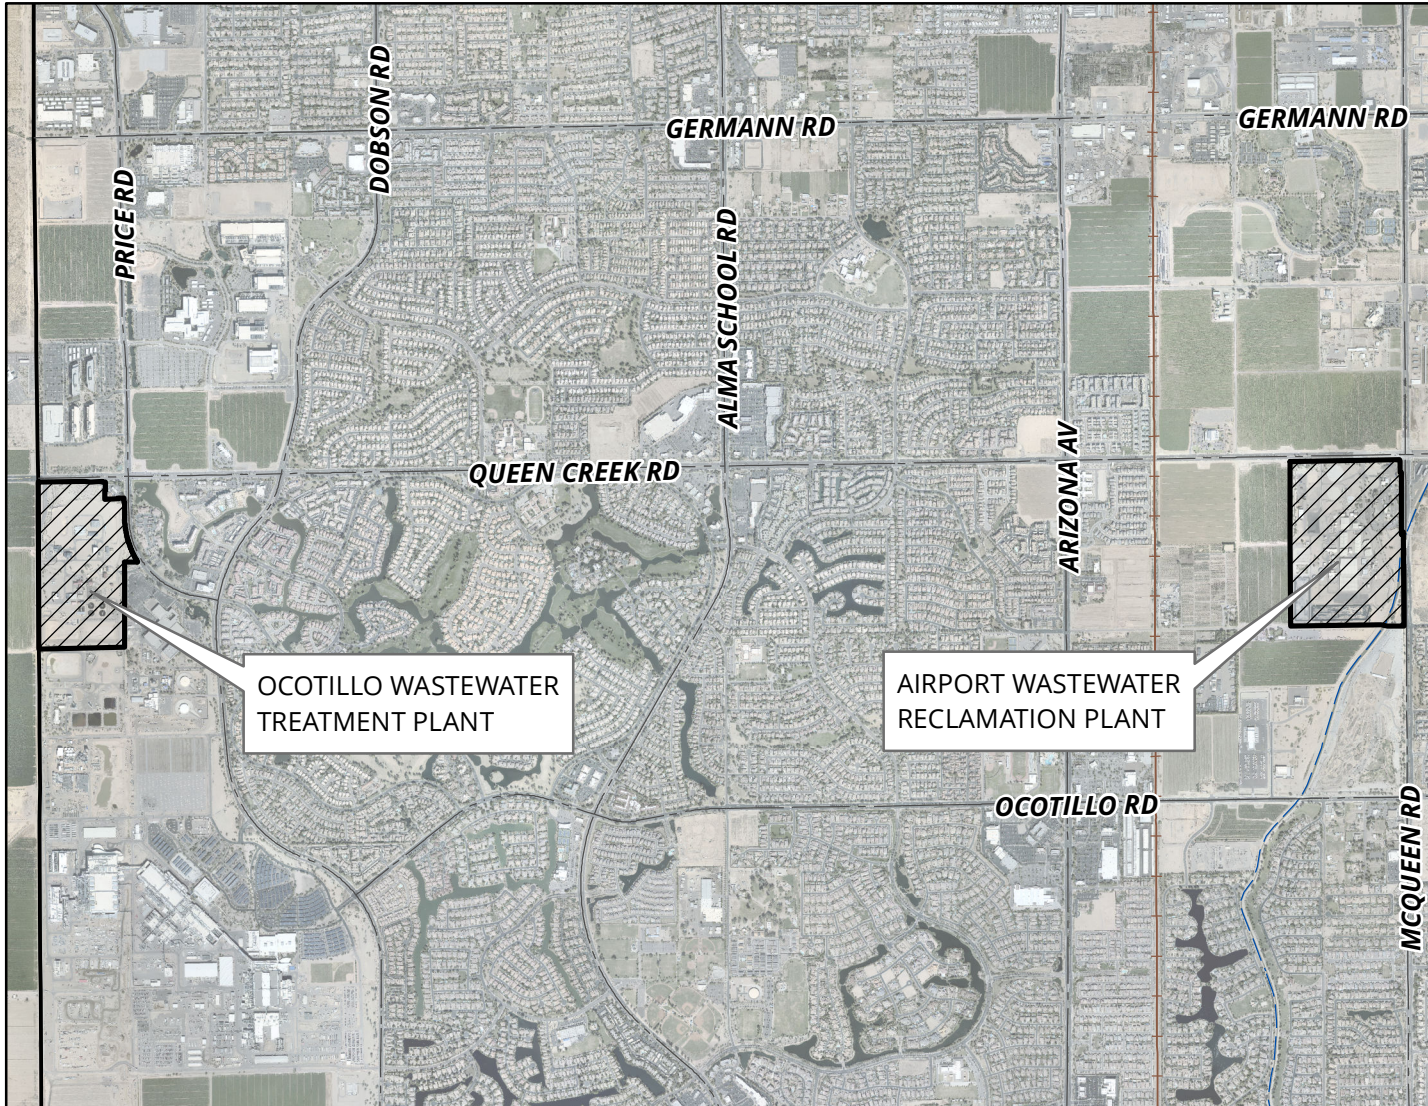 DOBSON RD
GERMANN RD
GERMANN RD
PRICE RD
ALMA SCHOOL RD
QUEEN CREEK RD
ARIZONA AV
OCOTILLO WASTEWATER
TREATMENT PLANT
AIRPORT WASTEWATER
RECLAMATION PLANT
OCOTILLO RD
MCQUEEN RD